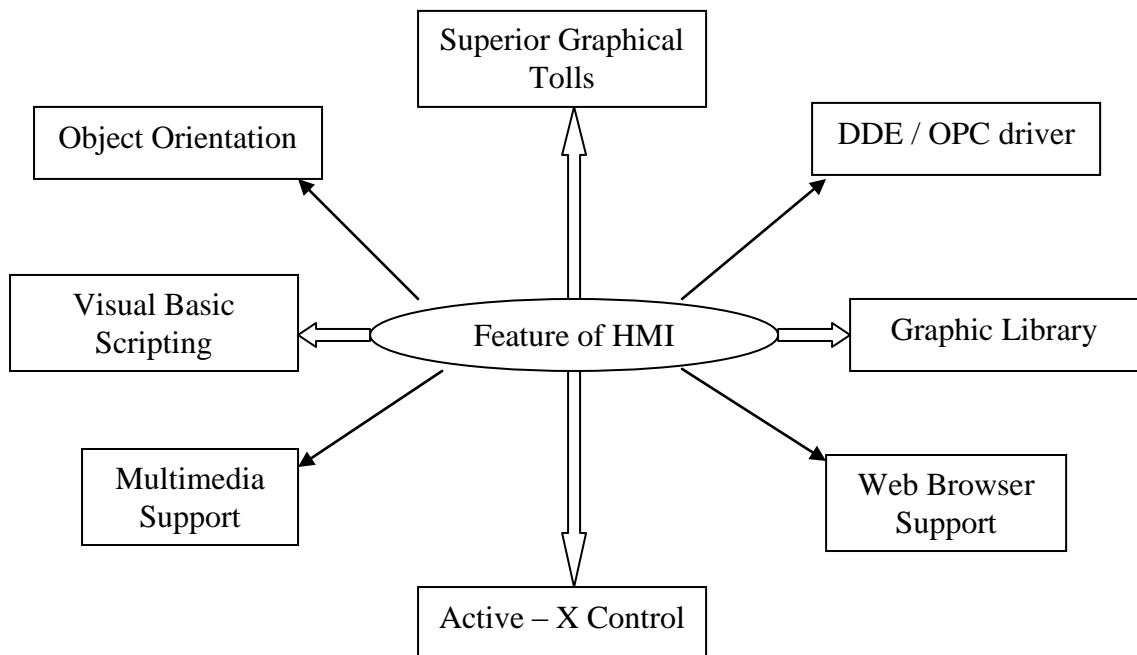 Superior Graphical
Tolls
Object Orientation
DDE / OPC driver
Visual Basic
Scripting
Feature of HMI
Graphic Library
Multimedia
Support
Web Browser
Support
Active – X Control